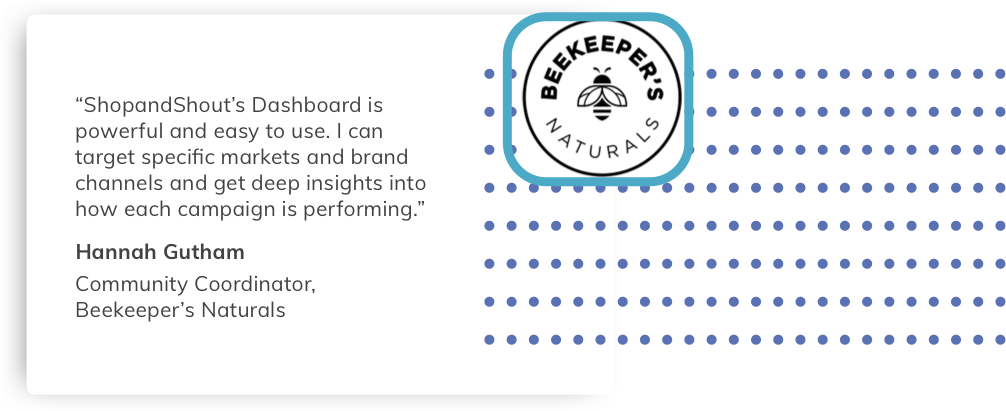 “ShopandShout’s Dashboard is
powerful and easy to use. I can
target specific markets and brand
channels and get deep insights into
how each campaign is performing.”
Hannah Gutham
Community Coordinator,
Beekeeper’s Naturals
BEEKEEPER’S
NATURALS